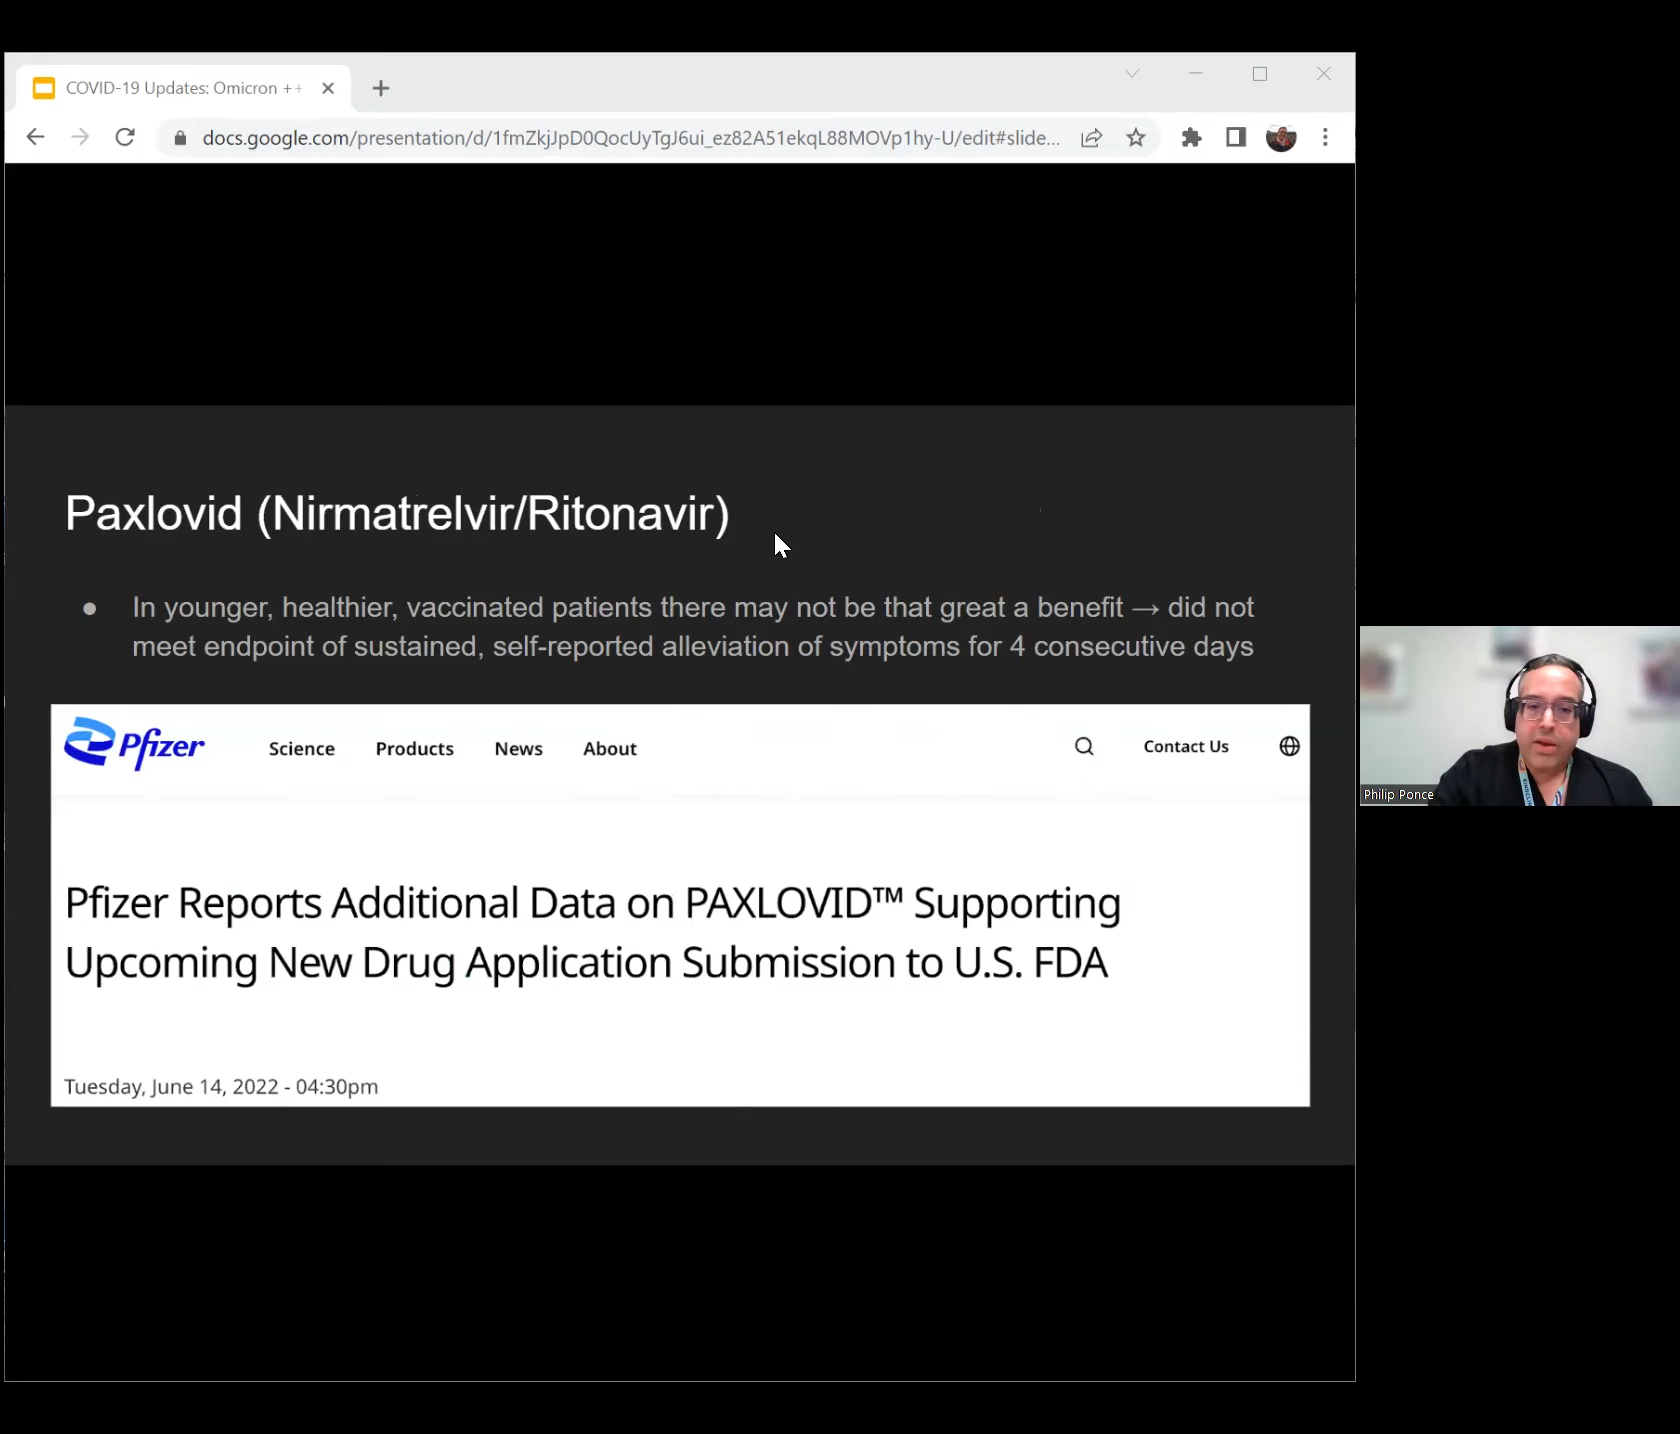 COVID-19 Updates: Omicron ++
docs.google.com/presentation/d/1fmZkjJpD0QocUyTgJ6ui_ez82A51ekqL88MOVp1hy-U/edit#slide...
Paxlovid (Nirmatrelvir/Ritonavir)
● In younger, healthier, vaccinated patients there may not be that great a benefit → did not
meet endpoint of sustained, self-reported alleviation of symptoms for 4 consecutive days
Pfizer Science Products News About Contact Us
Pfizer Reports Additional Data on PAXLOVID™ Supporting
Upcoming New Drug Application Submission to U.S. FDA
Tuesday, June 14, 2022 - 04:30pm
Philip Ponce